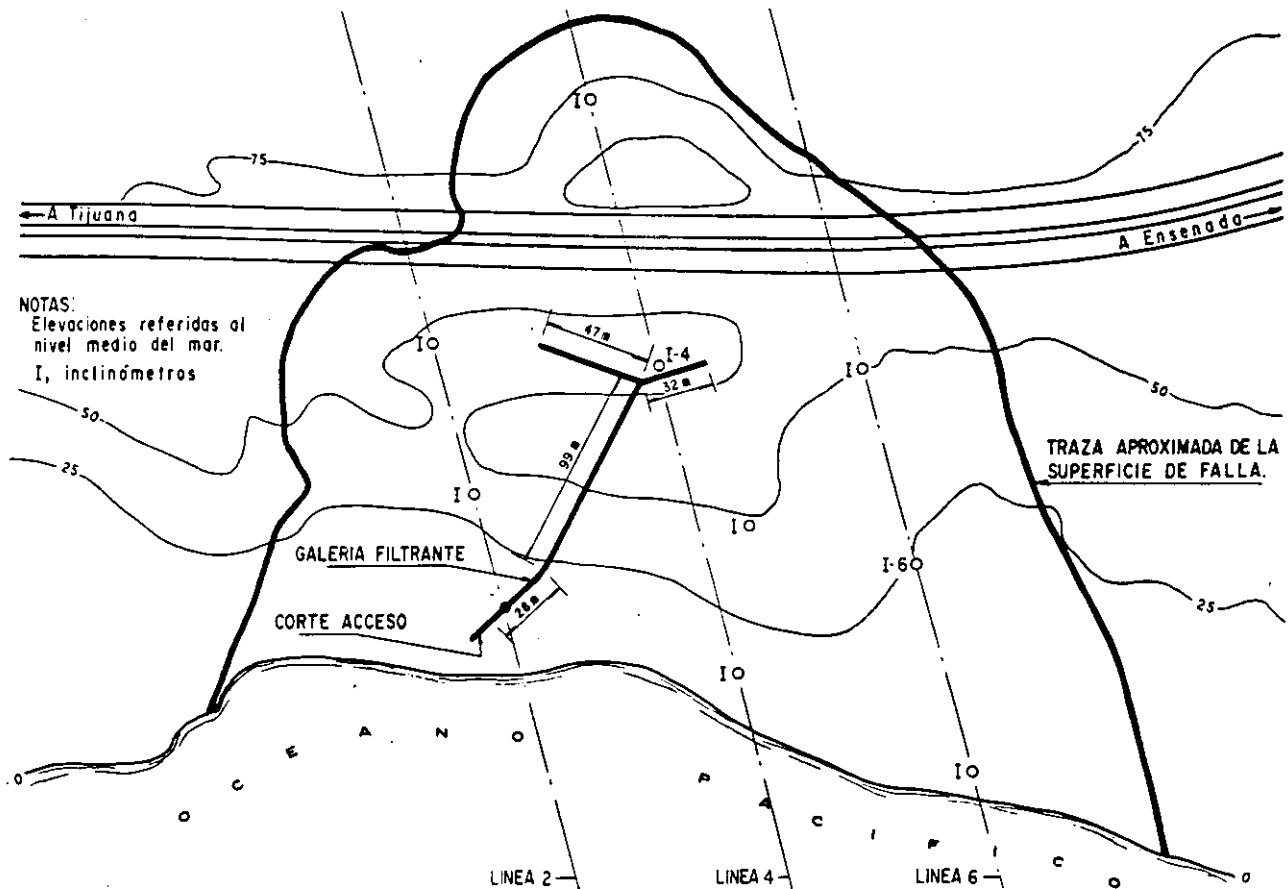 I
75
75
A Tijuana
A Ensenada
NOTAS:
Elevaciones referidas al
nivel medio del mar.
I, inclinómetros
I
47 m
I-4
32 m
I
50
50
99 m
TRAZA APROXIMADA DE LA
SUPERFICIE DE FALLA.
25
I
I
GALERIA FILTRANTE
I-6
28 m
25
CORTE ACCESO
I
I
0
OCEANO PACIFICO
LINEA 2
LINEA 4
LINEA 6
0